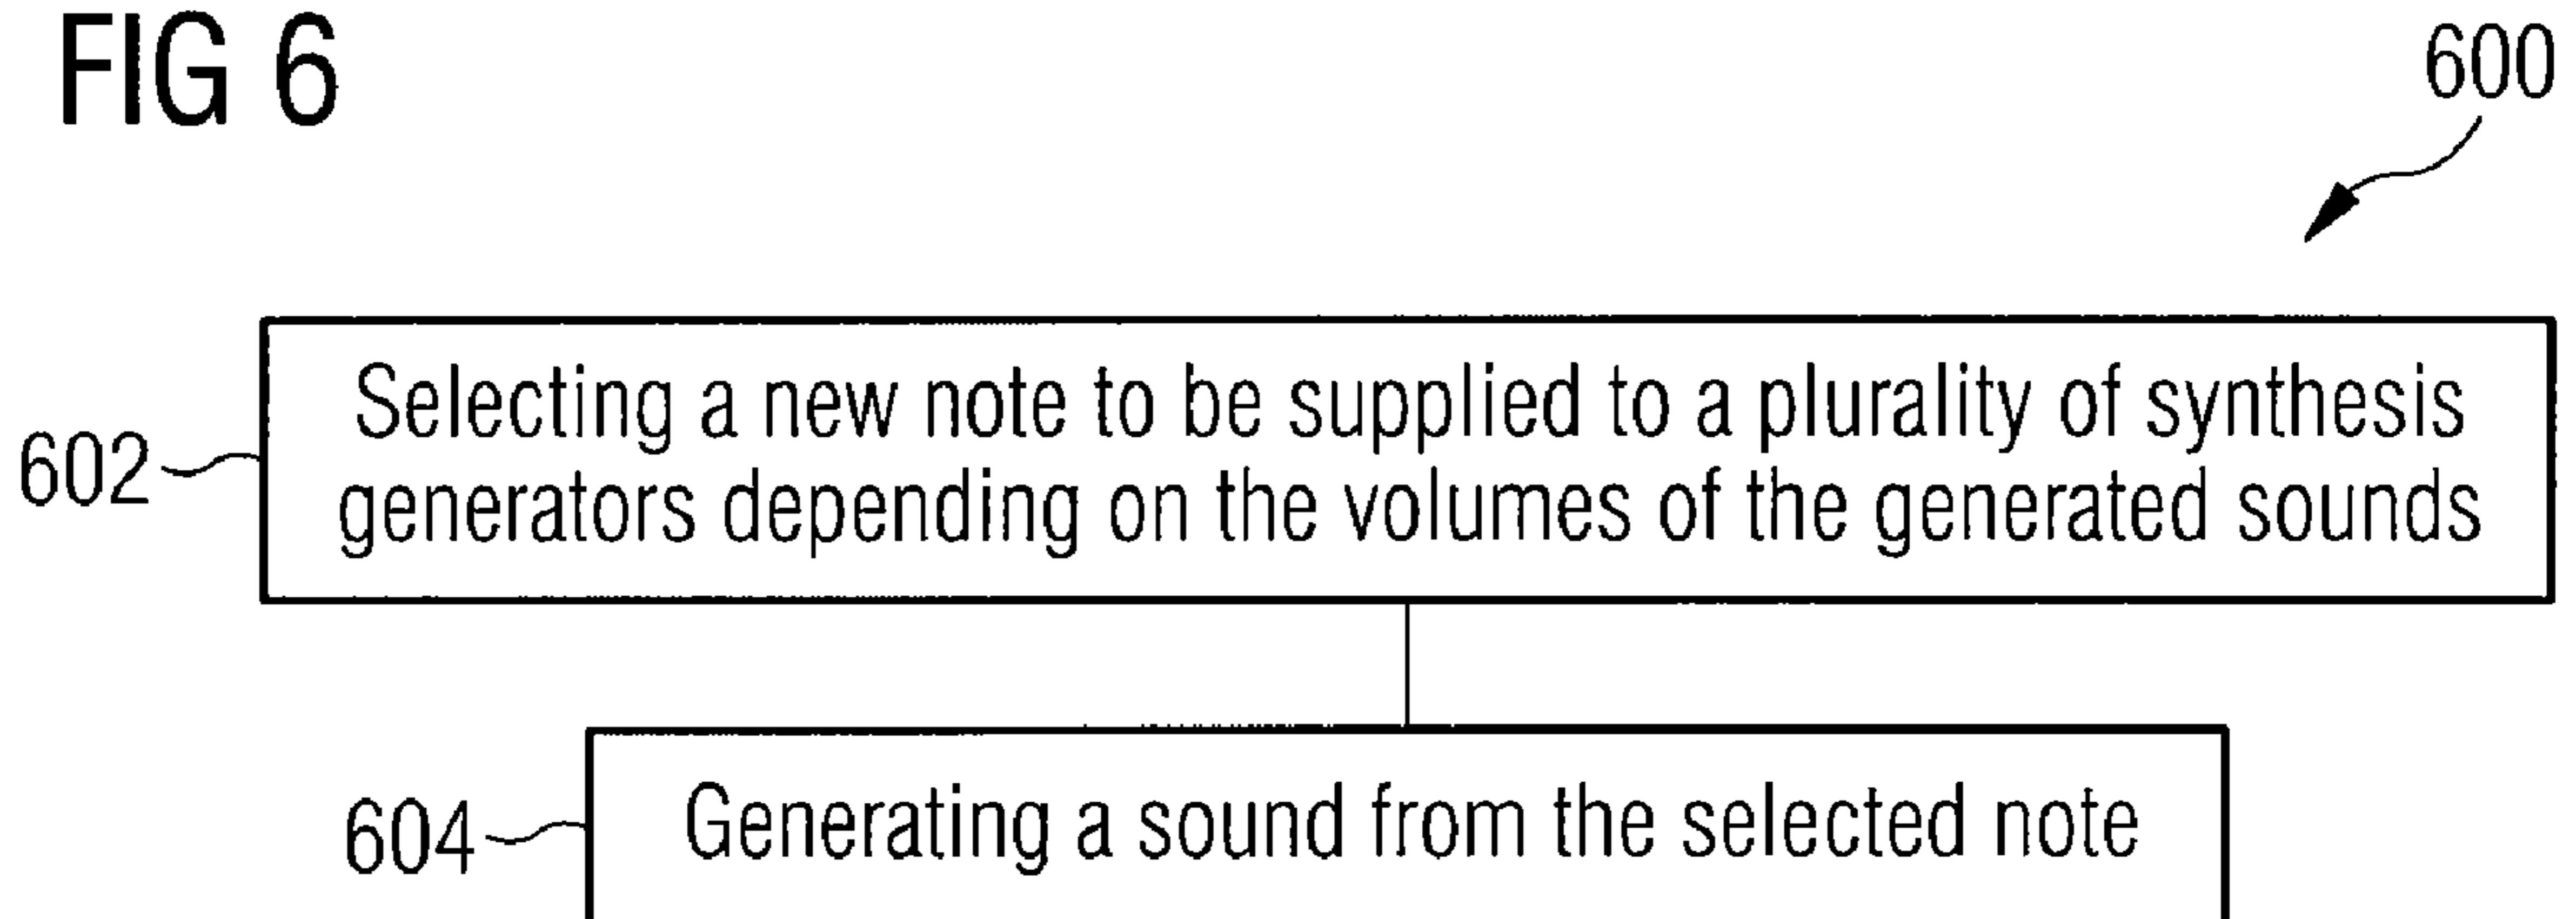 FIG 6
600
602
Selecting a new note to be supplied to a plurality of synthesis
generators depending on the volumes of the generated sounds
604
Generating a sound from the selected note